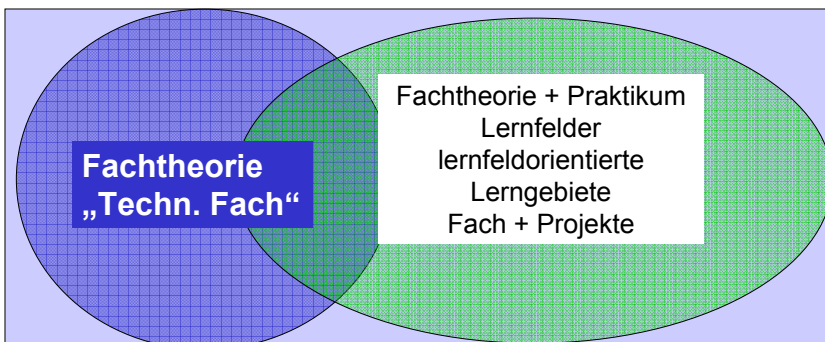 Fachtheorie
„Techn. Fach“
Fachtheorie + Praktikum
Lernfelder
lernfeldorientierte
Lerngebiete
Fach + Projekte